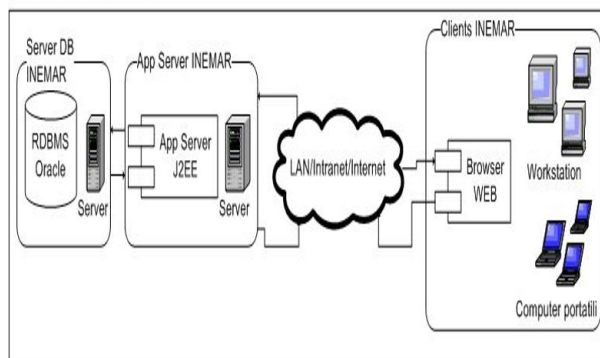 Server DB
INEMAR
RDBMS
Oracle
Server
App Server INEMAR
App Server
J2EE
Server
LAN/Intranet/Internet
Clients INEMAR
Browser
WEB
Workstation
Computer portatili